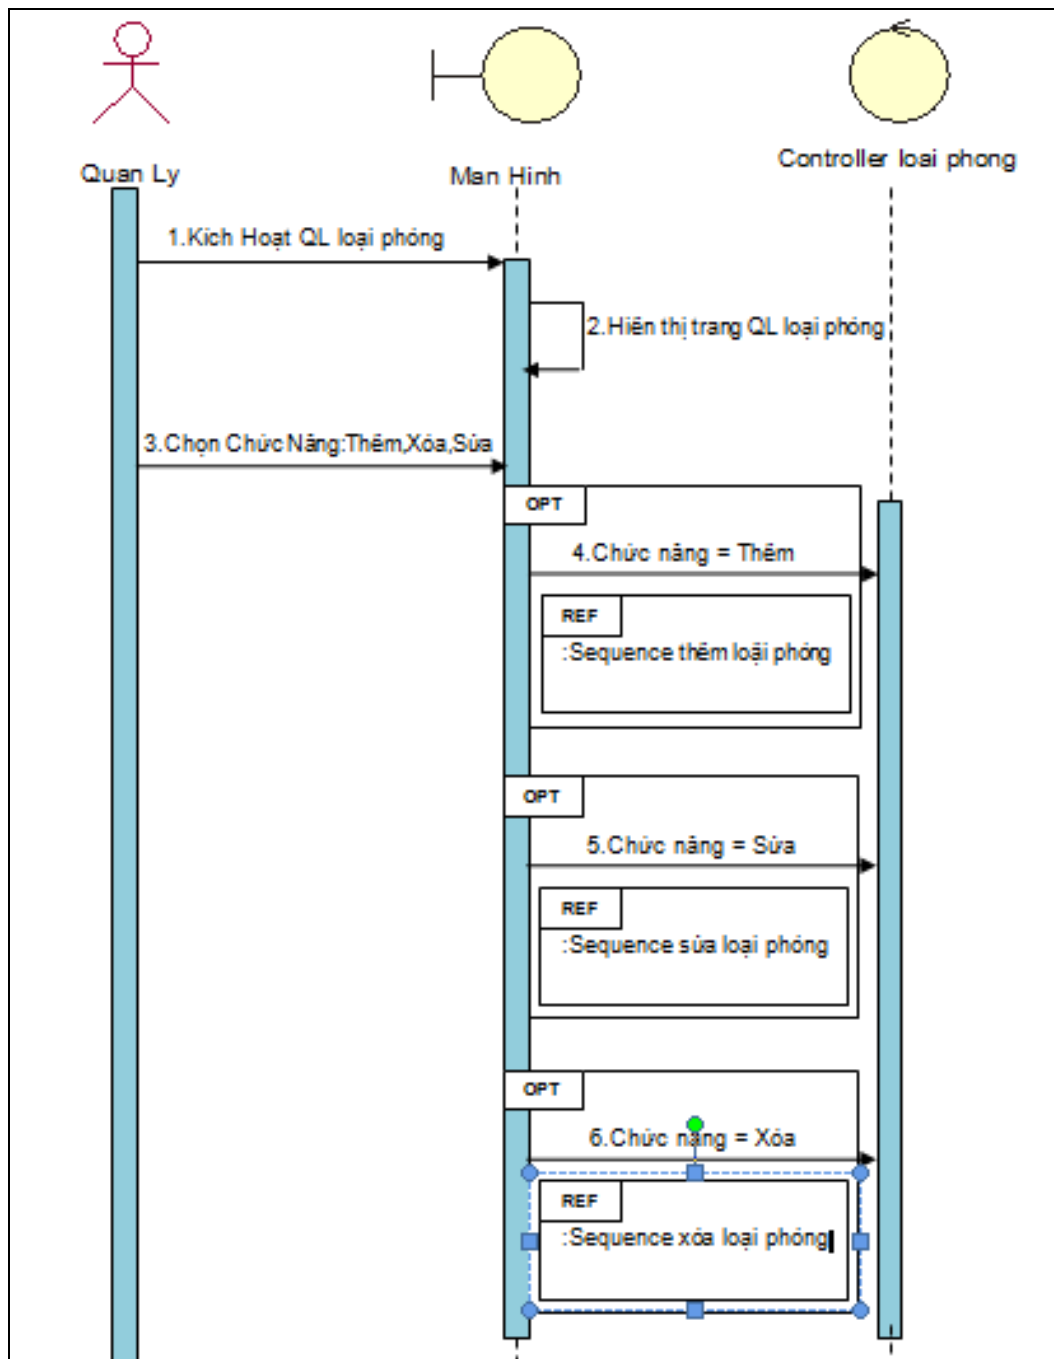 Quan Ly
Man Hinh
Controller loai phong
1.Kích Hoạt QL loại phòng
2.Hiên thị trang QL loại phòng
3.Chọn Chức Năng:Thêm,Xóa,Sửa
OPT
4.Chức năng = Thêm
REF
:Sequence thêm loại phòng
OPT
5.Chức năng = Sửa
REF
:Sequence sửa loại phòng
OPT
6.Chức năng = Xóa
REF
:Sequence xóa loại phòng